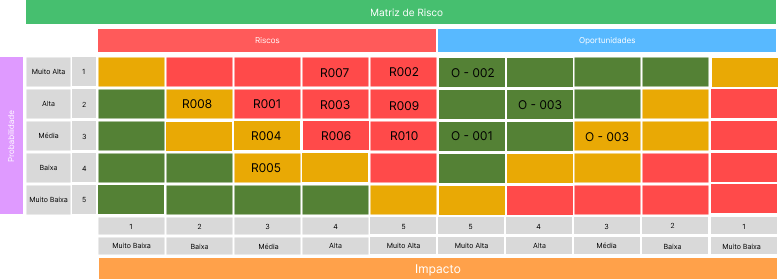 Matriz de Risco
Riscos Oportunidades
Probabilidade
Muito Alta 1 R007 R002 O - 002
Alta 2 R008 R001 R003 R009 O - 003
Média 3 R004 R006 R010 O - 001 O - 003
Baixa 4 R005
Muito Baixa 5
1 2 3 4 5 5 4 3 2 1
Muito Baixa Baixa Média Alta Muito Alta Muito Alta Alta Média Baixa Muito Baixa
Impacto